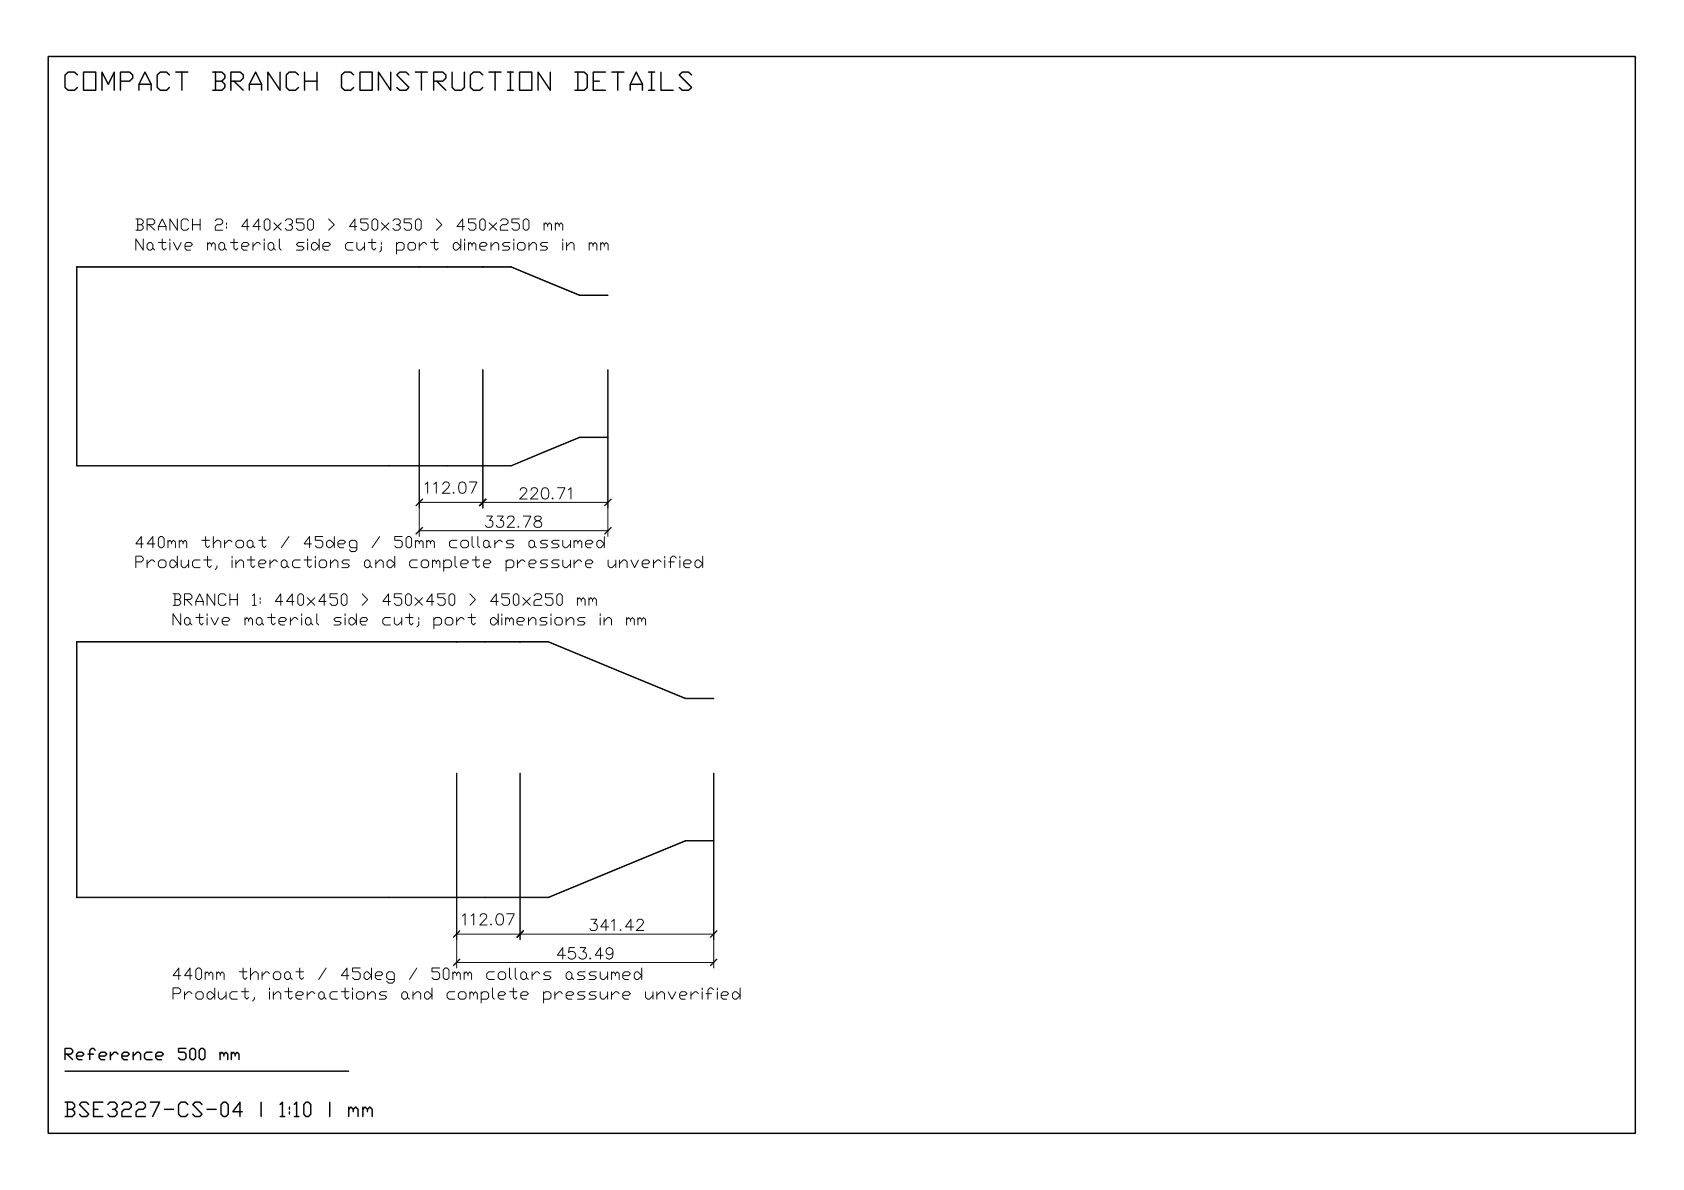 COMPACT BRANCH CONSTRUCTION DETAILS
BRANCH 2: 440x350 > 450x350 > 450x250 mm
Native material side cut; port dimensions in mm
112.07
220.71
332.78
440mm throat / 45deg / 50mm collars assumed
Product, interactions and complete pressure unverified
BRANCH 1: 440x450 > 450x450 > 450x250 mm
Native material side cut; port dimensions in mm
112.07
341.42
453.49
440mm throat / 45deg / 50mm collars assumed
Product, interactions and complete pressure unverified
Reference 500 mm
BSE3227-CS-04 | 1:10 | mm